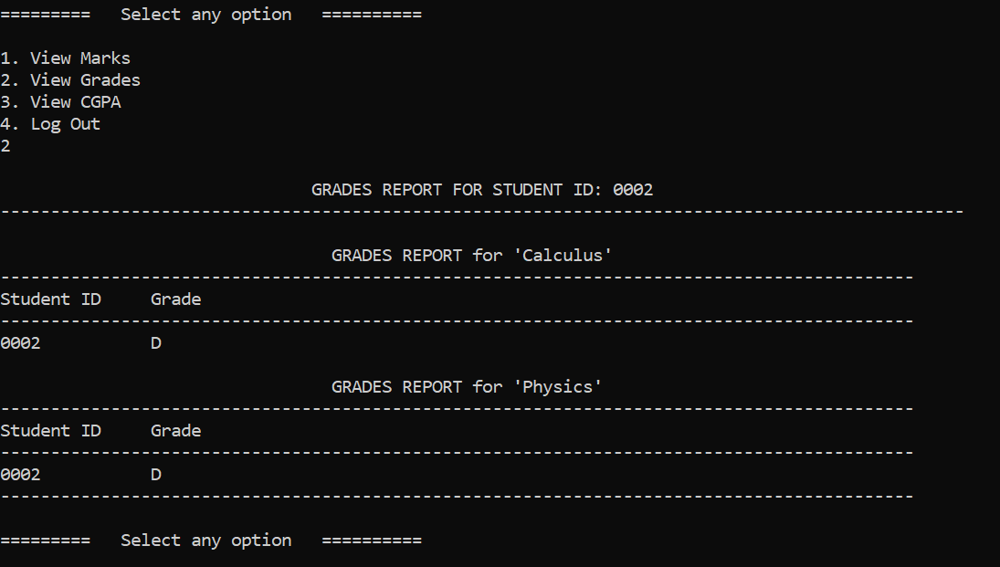 =========   Select any option   ==========
1. View Marks
2. View Grades
3. View CGPA
4. Log Out
2
GRADES REPORT FOR STUDENT ID: 0002
------------------------------------------------------------------------------------------------
GRADES REPORT for 'Calculus'
-------------------------------------------------------------------------------------------
Student ID     Grade
-------------------------------------------------------------------------------------------
0002           D
GRADES REPORT for 'Physics'
-------------------------------------------------------------------------------------------
Student ID     Grade
-------------------------------------------------------------------------------------------
0002           D
-------------------------------------------------------------------------------------------
=========   Select any option   ==========